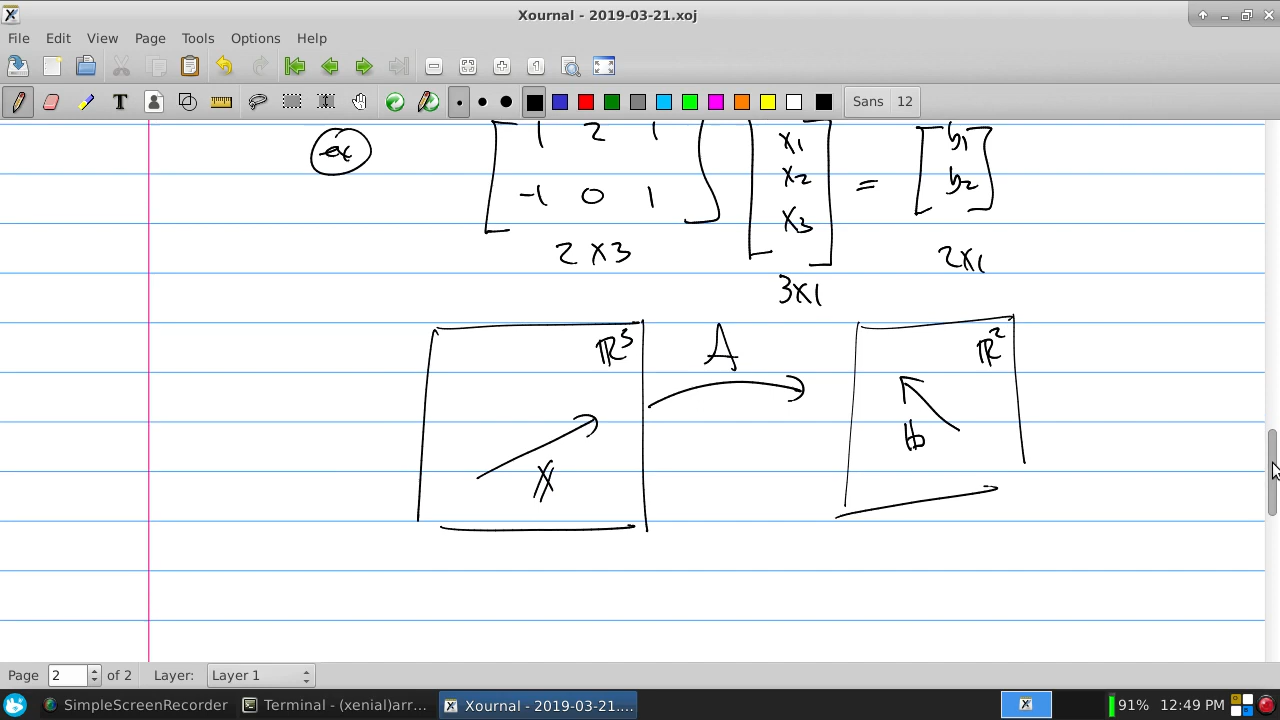 Xournal - 2019-03-21.xoj
File Edit View Page Tools Options Help
Sans 12
ex
1 2 1
-1 0 1
2 x 3
x1
x2
x3
3x1
=
b1
b2
2x1
ℝ³
A
ℝ²
x
b
Page 2 of 2 Layer: Layer 1
SimpleScreenRecorder Terminal - (xenial)arr... Xournal - 2019-03-21.... 91% 12:49 PM